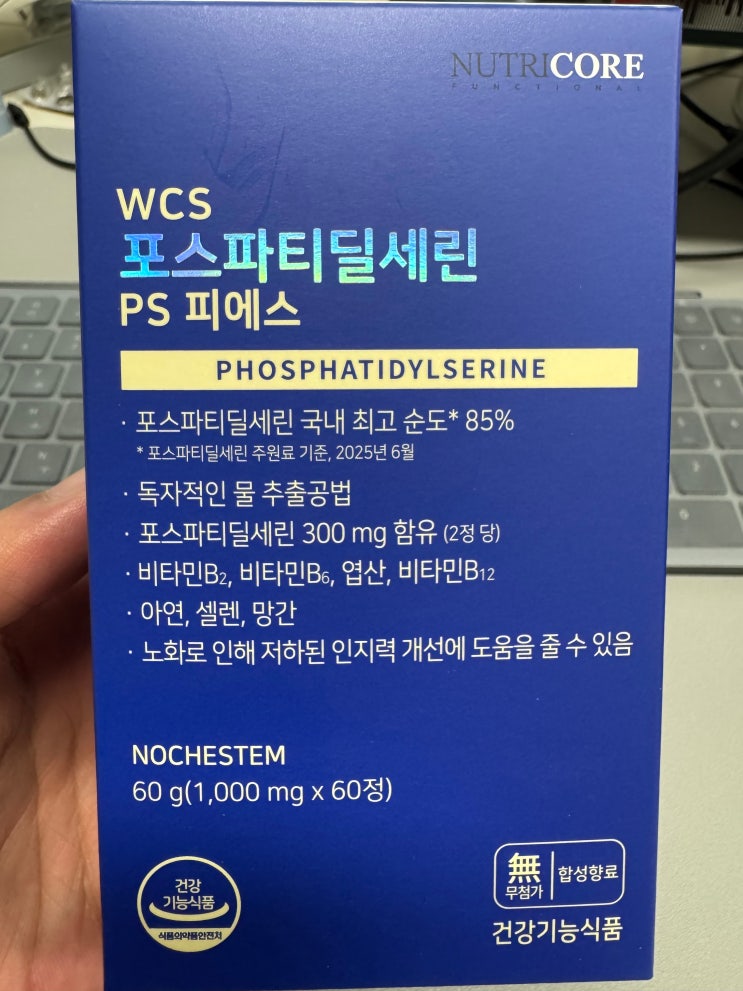 NUTRICORE
FUNCTIONAL
WCS
포스파티딜세린
PS 피에스
PHOSPHATIDYLSERINE
· 포스파티딜세린 국내 최고 순도* 85%
* 포스파티딜세린 주원료 기준, 2025년 6월
· 독자적인 물 추출공법
· 포스파티딜세린 300 mg 함유 (2정 당)
· 비타민B₂, 비타민B₆, 엽산, 비타민B₁₂
· 아연, 셀렌, 망간
· 노화로 인해 저하된 인지력 개선에 도움을 줄 수 있음
NOCHESTEM
60 g(1,000 mg x 60정)
건강
기능식품
식품의약품안전처
無
무첨가
합성향료
건강기능식품